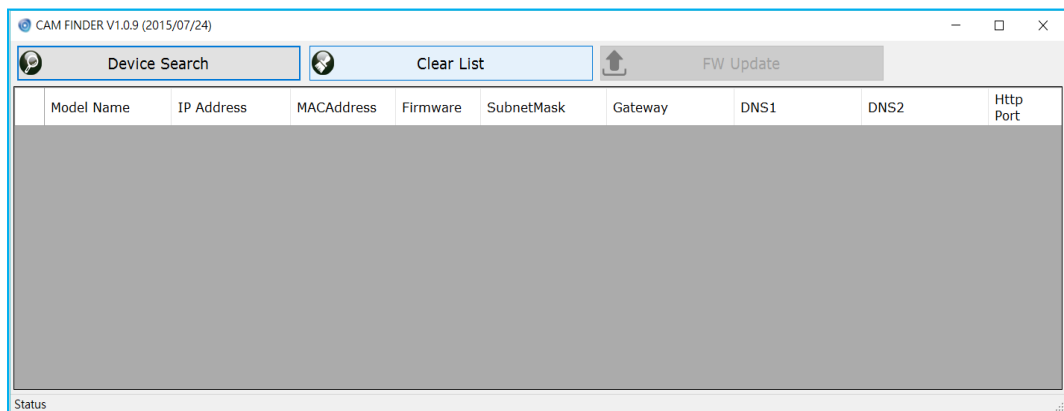 CAM FINDER V1.0.9 (2015/07/24)
Device Search
Clear List
FW Update
Model Name
IP Address
MACAddress
Firmware
SubnetMask
Gateway
DNS1
DNS2
Http
Port
Status